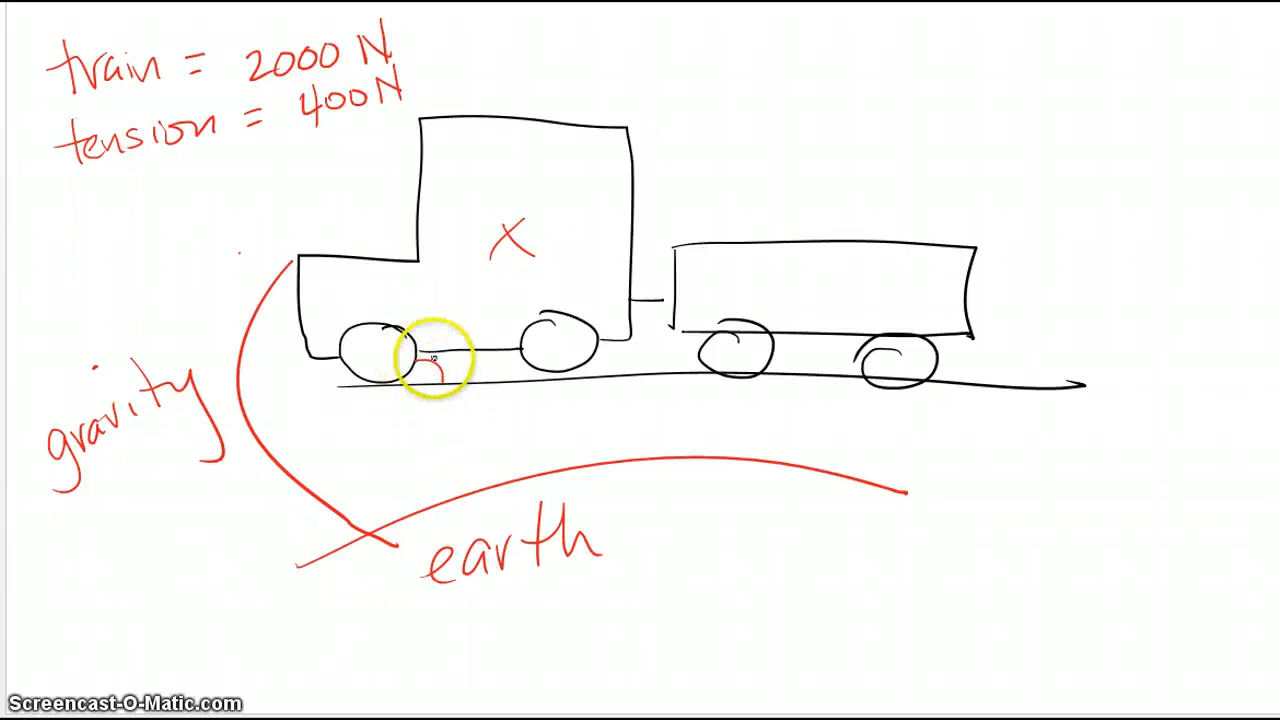 train = 2000 N
tension = 400N
X
gravity
earth
Screencast-O-Matic.com